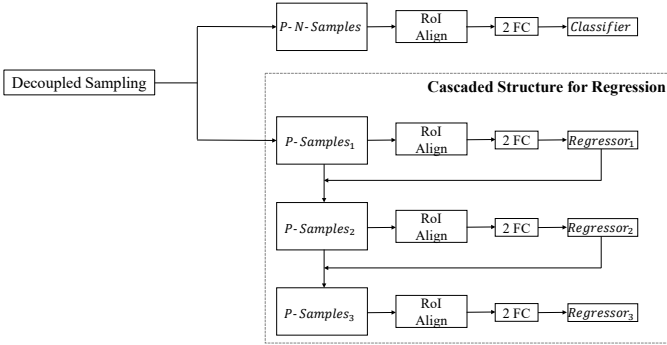 P-N-Samples
RoI
Align
2 FC
Classifier
Decoupled Sampling
Cascaded Structure for Regression
P-Samples₁
RoI
Align
2 FC
Regressor₁
P-Samples₂
RoI
Align
2 FC
Regressor₂
P-Samples₃
RoI
Align
2 FC
Regressor₃